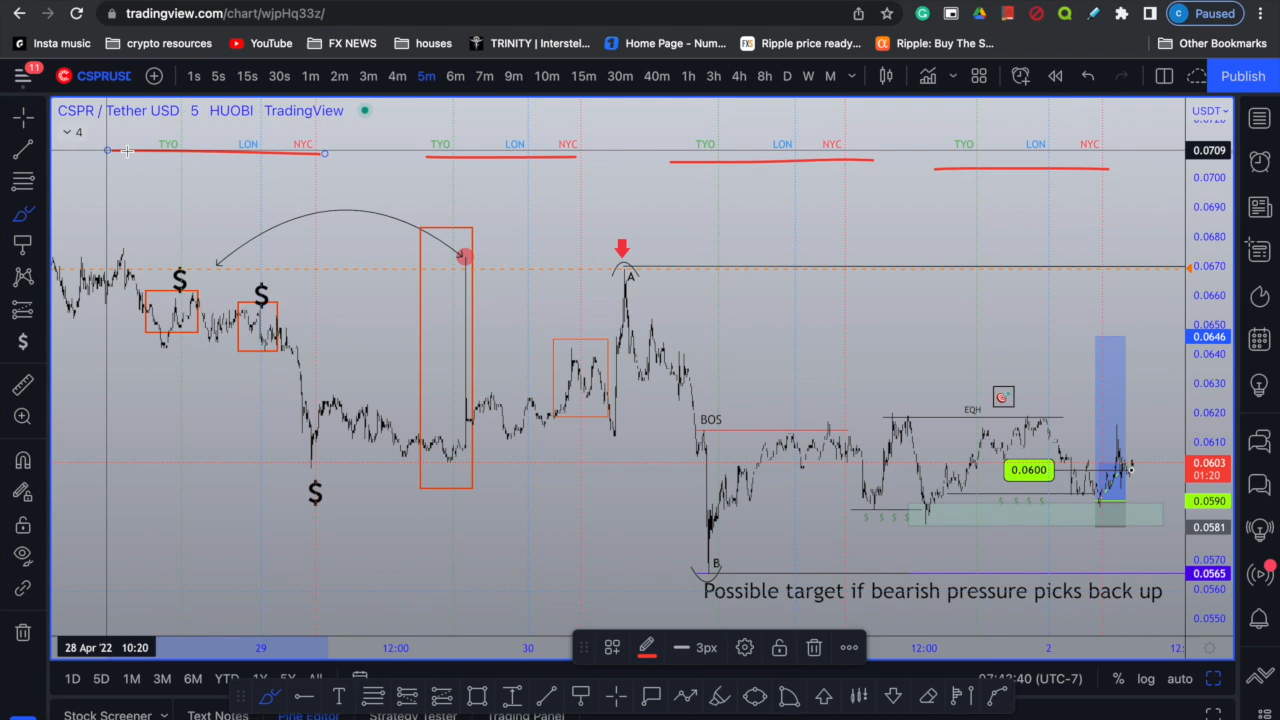 tradingview.com/chart/wjpHq33z/
Paused
Insta music
crypto resources
YouTube
FX NEWS
houses
TRINITY | Interstel...
Home Page - Num...
Ripple price ready...
Ripple: Buy The S...
Other Bookmarks
11
CSPRUSD
1s 5s 15s 30s 1m 2m 3m 4m 5m 6m 7m 9m 10m 15m 30m 40m 1h 3h 4h 8h D W M
Publish
CSPR / Tether USD 5 HUOBI TradingView
USDT
4
TYO LON NYC TYO LON NYC TYO LON NYC TYO LON NYC
0.0709
0.0700
0.0690
0.0680
0.0670
0.0660
0.0650
0.0646
0.0640
0.0630
0.0620
0.0610
0.0603
01:20
0.0590
0.0581
0.0570
0.0565
0.0560
0.0550
$ $
$
A
BOS
EQH
0.0600
$ $ $ $
$ $ $ $
B
Possible target if bearish pressure picks back up
28 Apr '22 10:20
29 12:00 30 12:00 2 12:
3px
1D 5D 1M 3M 6M YTD 1Y 5Y All
07:43:40 (UTC-7)
% log auto
Stock Screener Text Notes Pine Editor Strategy Tester Trading Panel